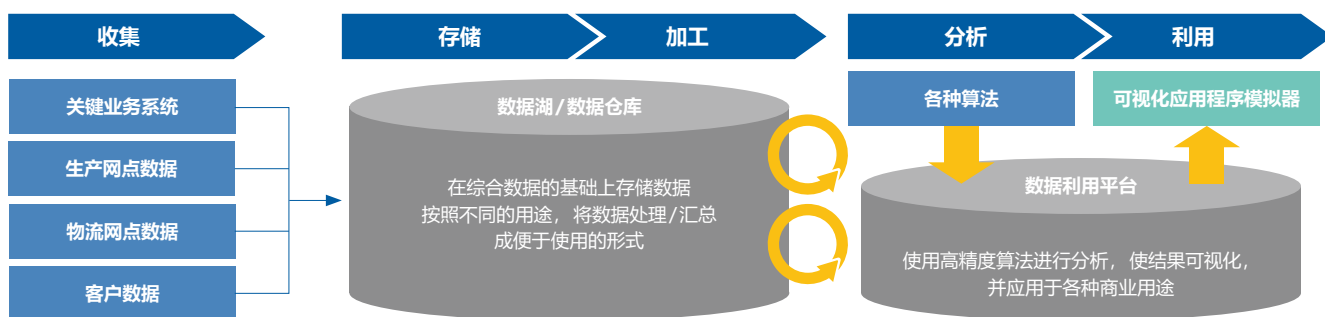 收集
存储
加工
分析
利用
关键业务系统
生产网点数据
物流网点数据
客户数据
数据湖/数据仓库
在综合数据的基础上存储数据
按照不同的用途，将数据处理/汇总
成便于使用的形式
各种算法
可视化应用程序模拟器
数据利用平台
使用高精度算法进行分析，使结果可视化，
并应用于各种商业用途